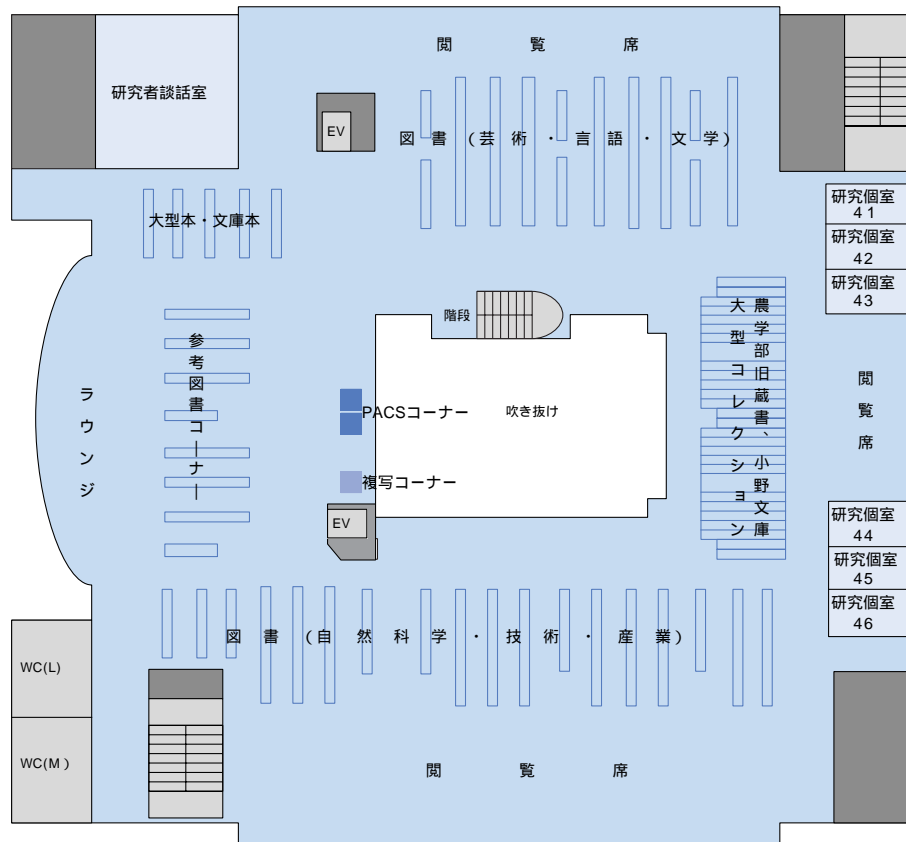 閲覧席
研究者談話室
EV
図書(芸術・言語・文学)
大型本・文庫本
研究個室
41
研究個室
42
研究個室
43
階段
参考図書コーナー
ラウンジ
PACSコーナー
吹き抜け
複写コーナー
EV
農学部旧蔵書、小野文庫
大型コレクション
閲覧席
研究個室
44
研究個室
45
研究個室
46
図書(自然科学・技術・産業)
WC(L)
WC(M)
閲覧席